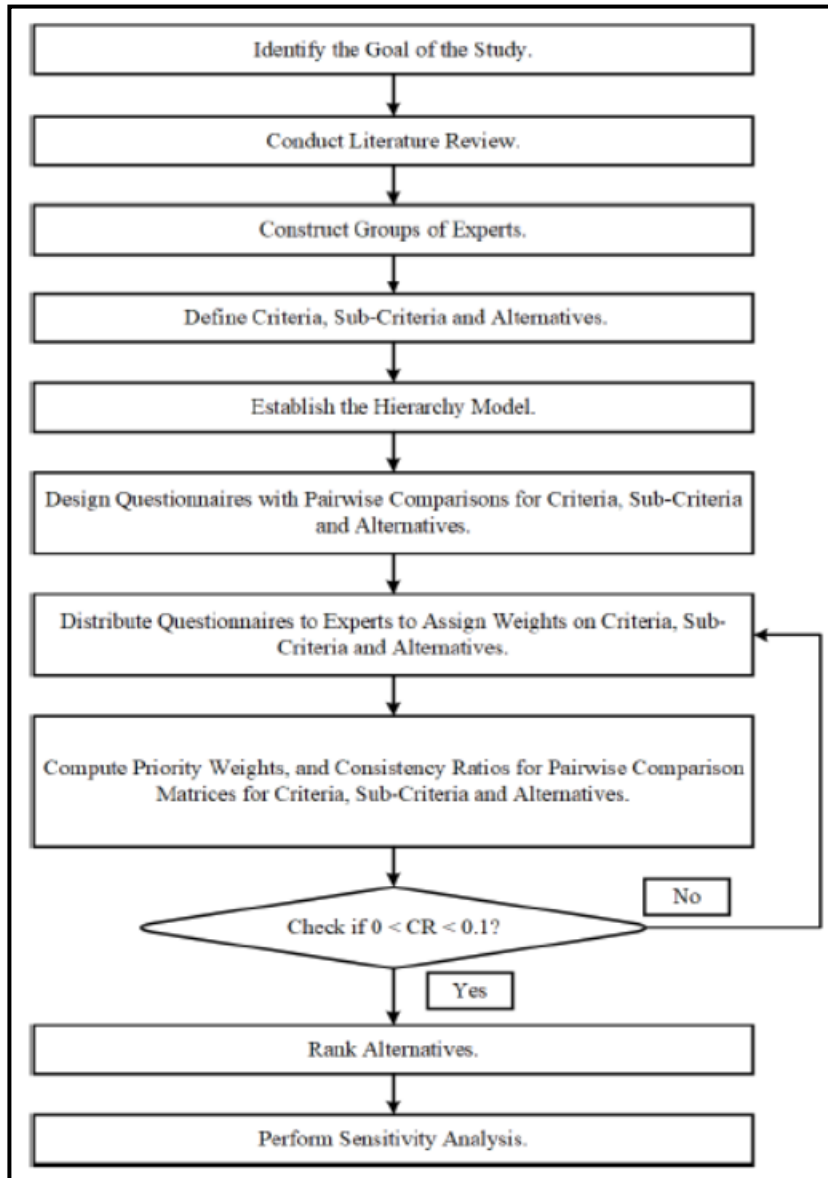 Identify the Goal of the Study.
Conduct Literature Review.
Construct Groups of Experts.
Define Criteria, Sub-Criteria and Alternatives.
Establish the Hierarchy Model.
Design Questionnaires with Pairwise Comparisons for Criteria, Sub-Criteria
and Alternatives.
Distribute Questionnaires to Experts to Assign Weights on Criteria, Sub-
Criteria and Alternatives.
Compute Priority Weights, and Consistency Ratios for Pairwise Comparison
Matrices for Criteria, Sub-Criteria and Alternatives.
No
Check if 0 < CR < 0.1?
Yes
Rank Alternatives.
Perform Sensitivity Analysis.